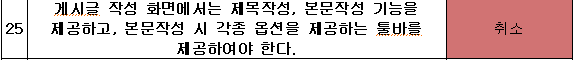 게시글 작성 화면에서는 제목작성, 본문작성 기능을
25 제공하고, 본문작성 시 각종 옵션을 제공하는 툴바를 취소
제공하여야 한다.